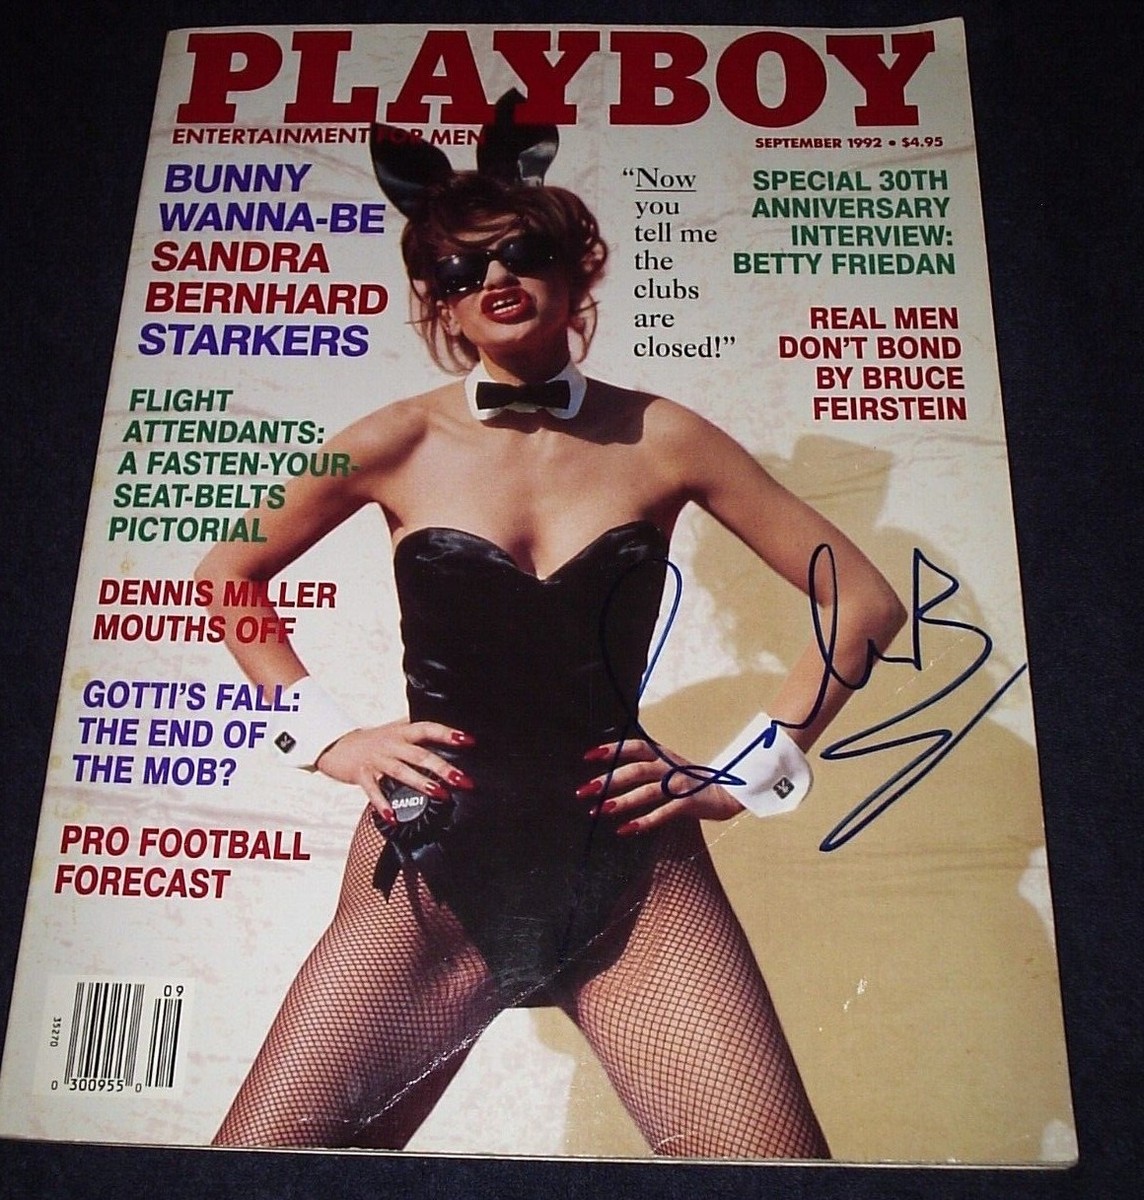 PLAYBOY
ENTERTAINMENT FOR MEN
SEPTEMBER 1992 • $4.95
BUNNY
WANNA-BE
SANDRA
BERNHARD
STARKERS
FLIGHT
ATTENDANTS:
A FASTEN-YOUR-
SEAT-BELTS
PICTORIAL
DENNIS MILLER
MOUTHS OFF
GOTTI'S FALL:
THE END OF
THE MOB?
PRO FOOTBALL
FORECAST
“Now
you
tell me
the
clubs
are
closed!”
SPECIAL 30TH
ANNIVERSARY
INTERVIEW:
BETTY FRIEDAN
REAL MEN
DON'T BOND
BY BRUCE
FEIRSTEIN
SANDI
09
35270
0 300955 0